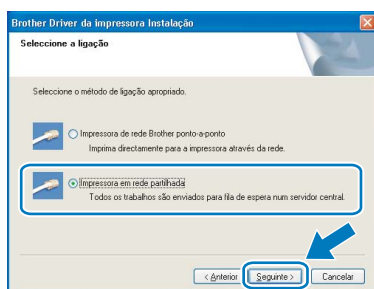 Brother Driver da impressora Instalação
Seleccione a ligação
Seleccione o método de ligação apropriado.
Impressora de rede Brother ponto-a-ponto
Imprima directamente para a impressora através da rede.
Impressora em rede partilhada
Todos os trabalhos são enviados para fila de espera num servidor central.
< Anterior
Seguinte >
Cancelar